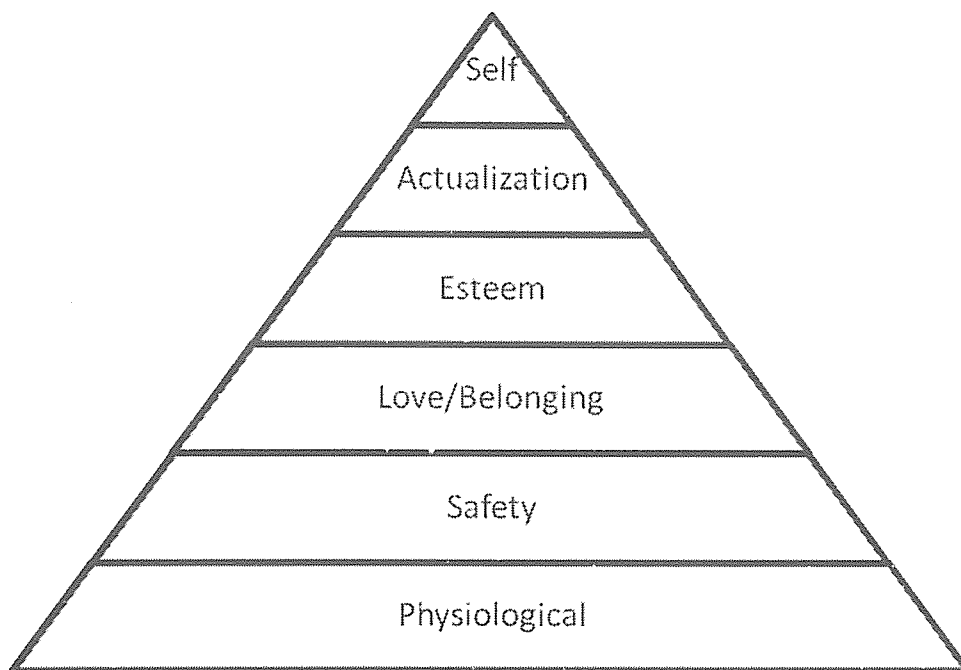 Self
Actualization
Esteem
Love/Belonging
Safety
Physiological